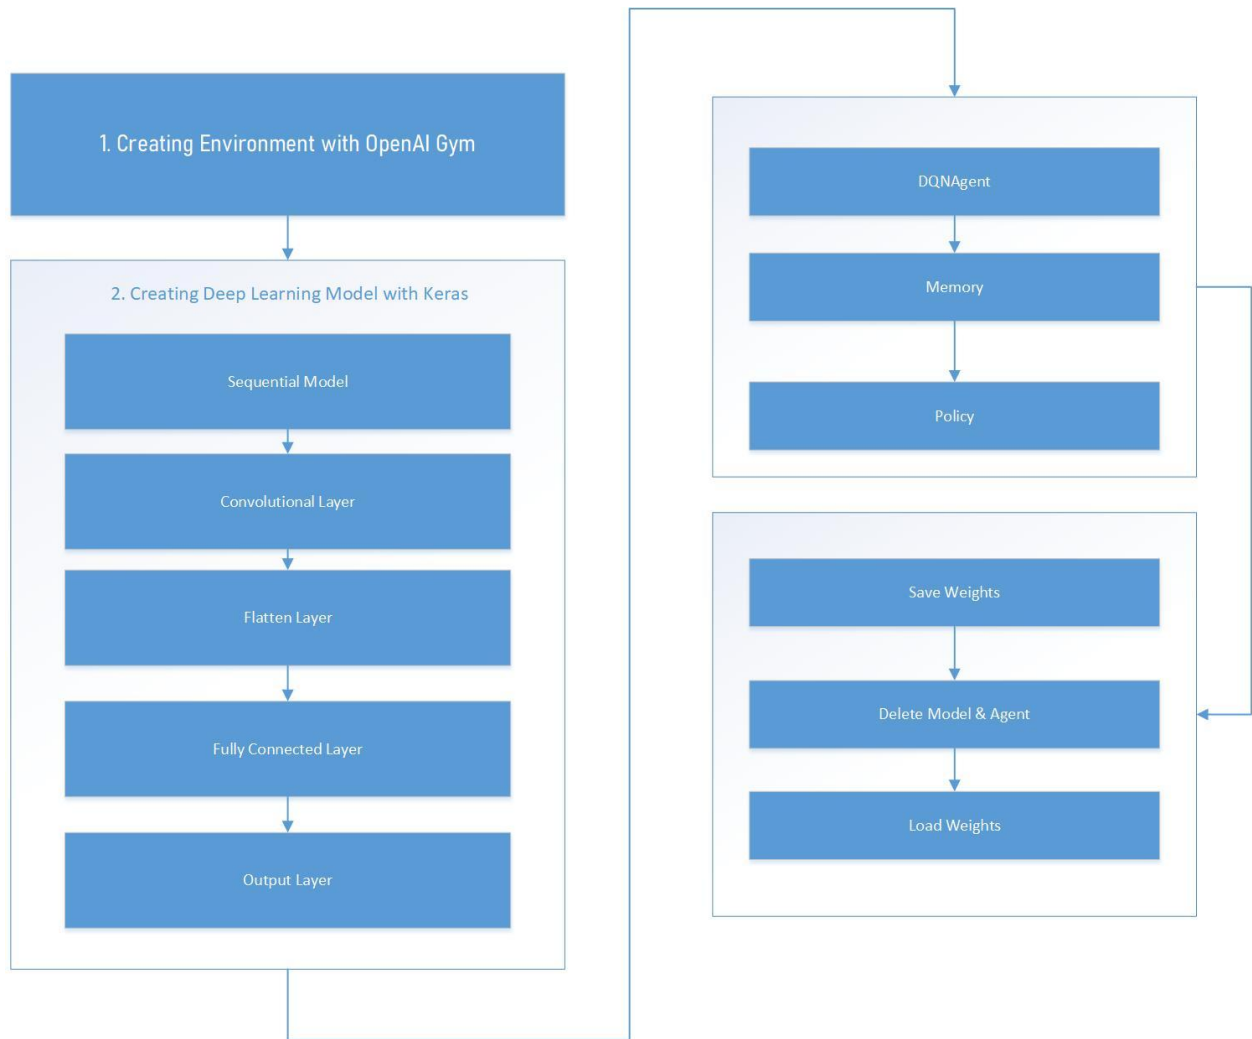 1. Creating Environment with OpenAI Gym
2. Creating Deep Learning Model with Keras
Sequential Model
Convolutional Layer
Flatten Layer
Fully Connected Layer
Output Layer
DQNAgent
Memory
Policy
Save Weights
Delete Model & Agent
Load Weights